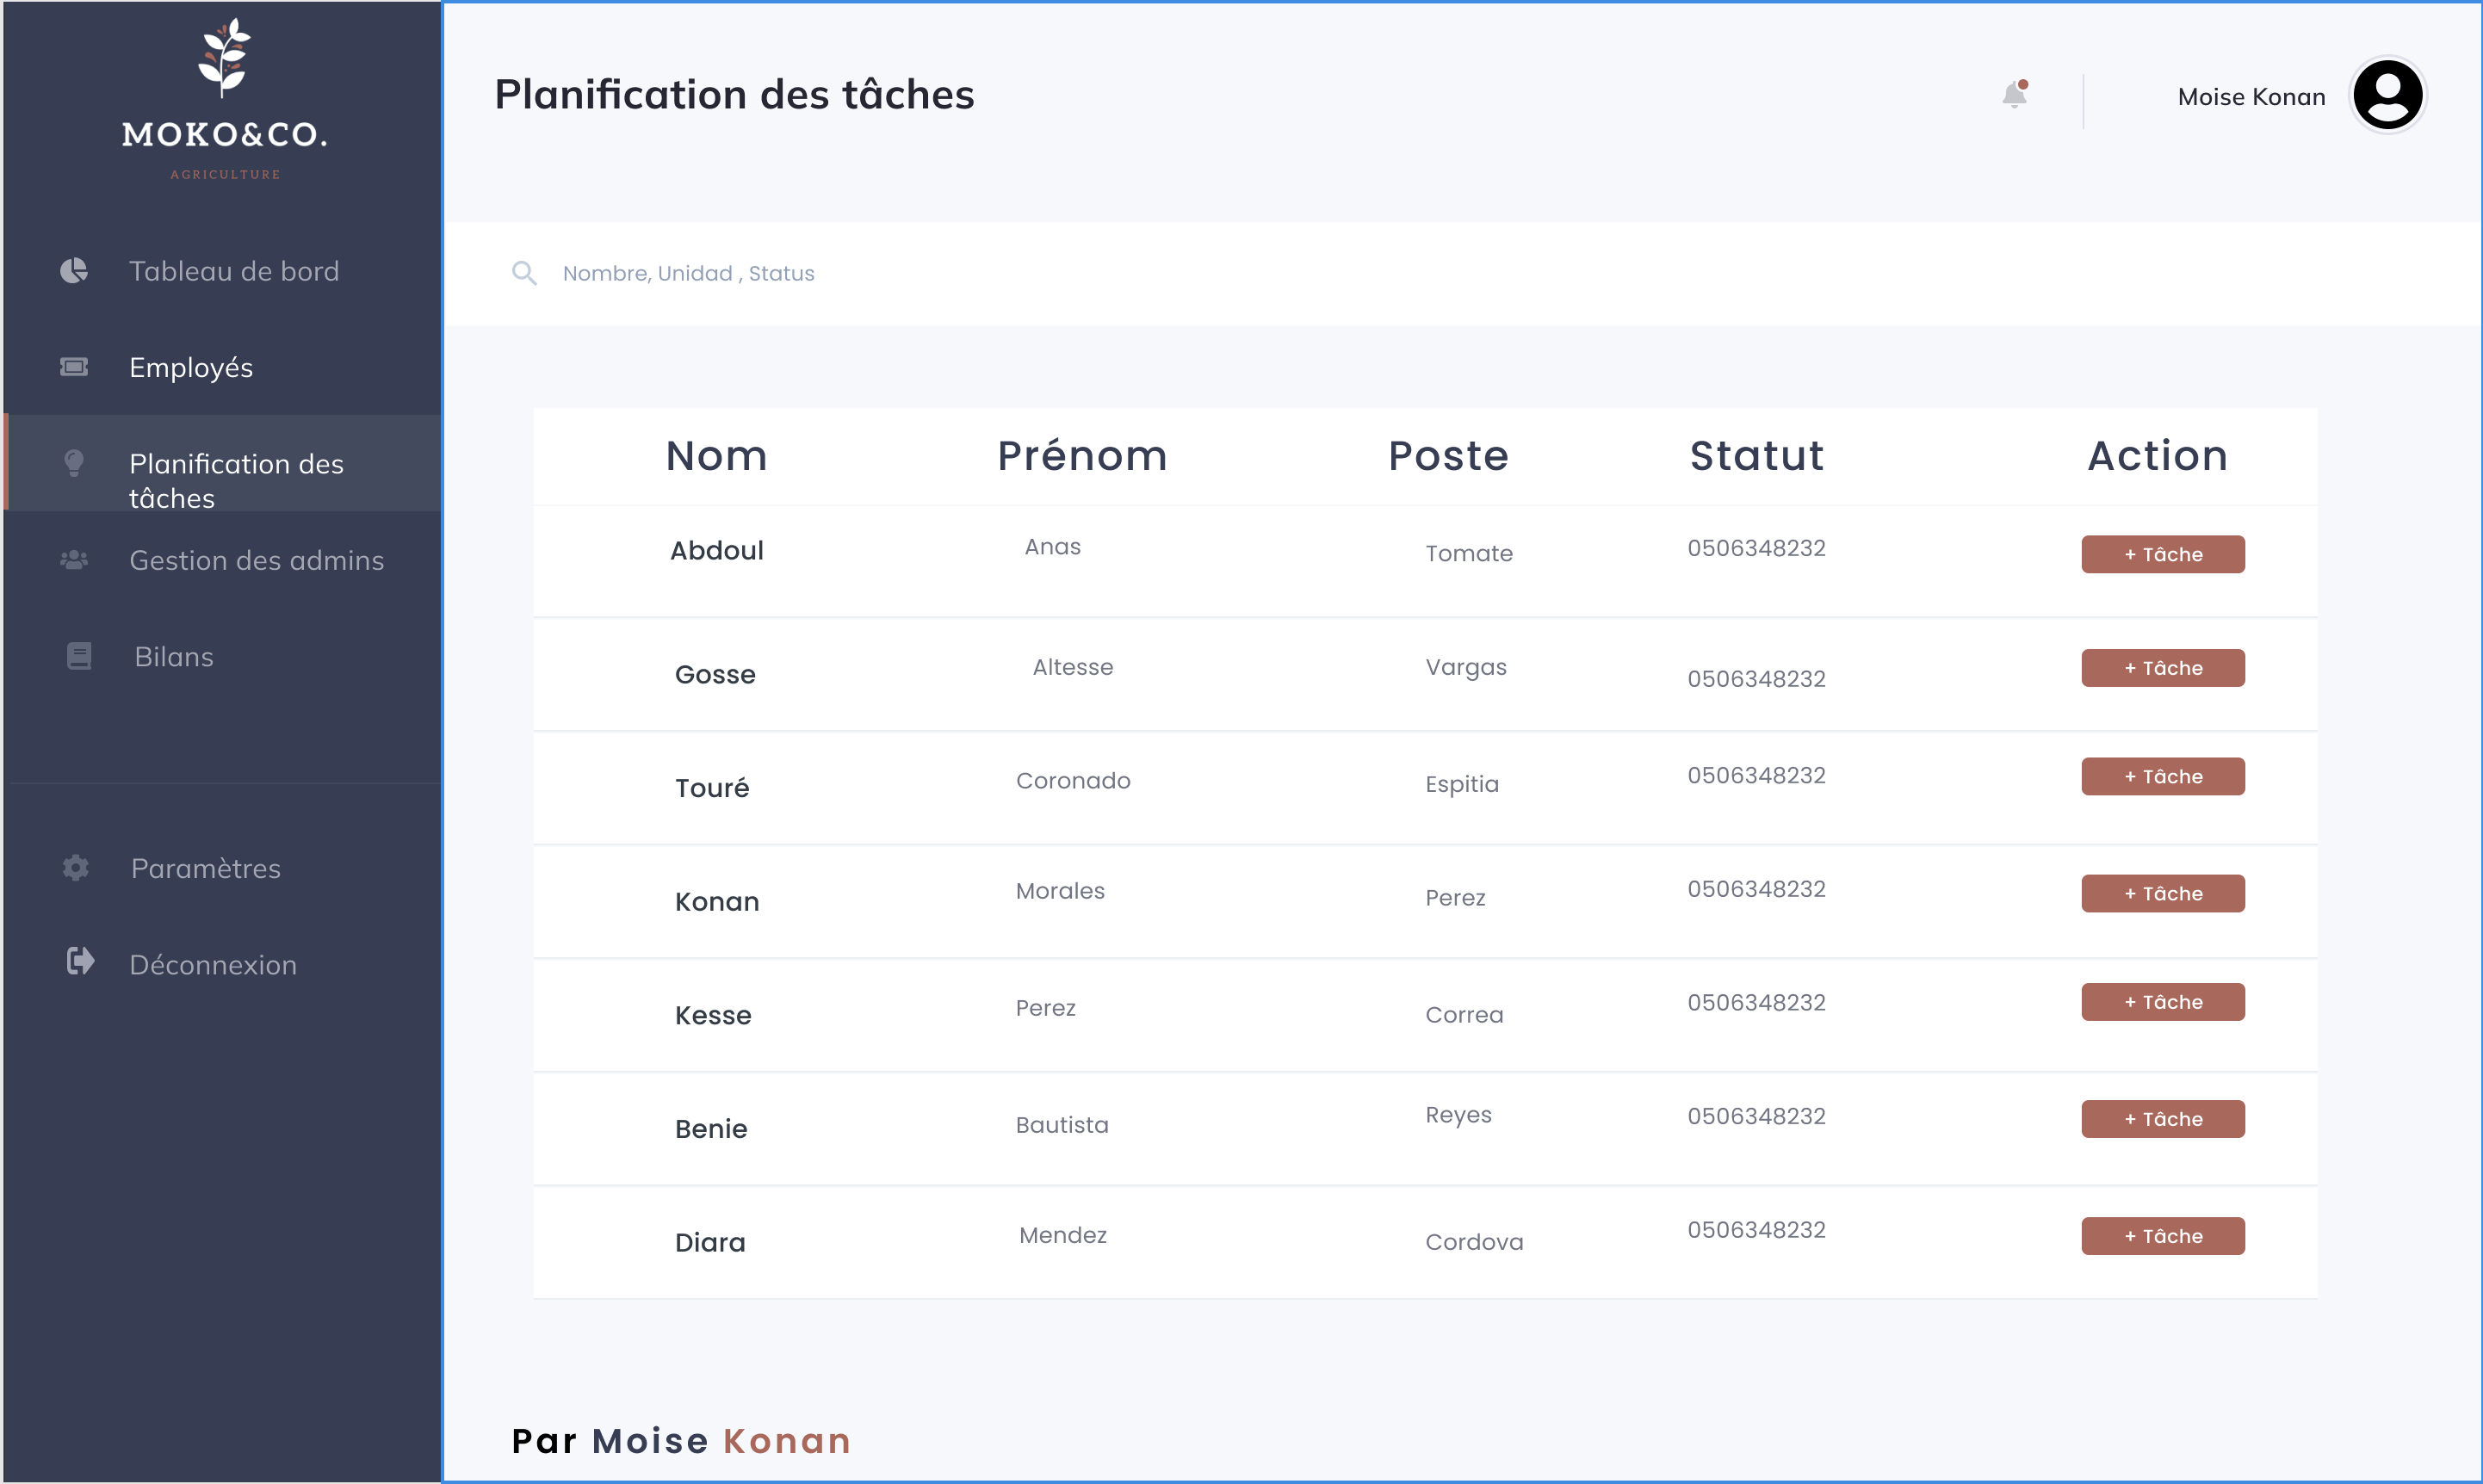 MOKO&CO.
AGRICULTURE
Tableau de bord
Employés
Planification des
tâches
Gestion des admins
Bilans
Paramètres
Déconnexion
Planification des tâches
Moise Konan
Nombre, Unidad , Status
Nom Prénom Poste Statut Action
Abdoul Anas Tomate 0506348232 + Tâche
Gosse Altesse Vargas 0506348232 + Tâche
Touré Coronado Espitia 0506348232 + Tâche
Konan Morales Perez 0506348232 + Tâche
Kesse Perez Correa 0506348232 + Tâche
Benie Bautista Reyes 0506348232 + Tâche
Diara Mendez Cordova 0506348232 + Tâche
Par Moise Konan